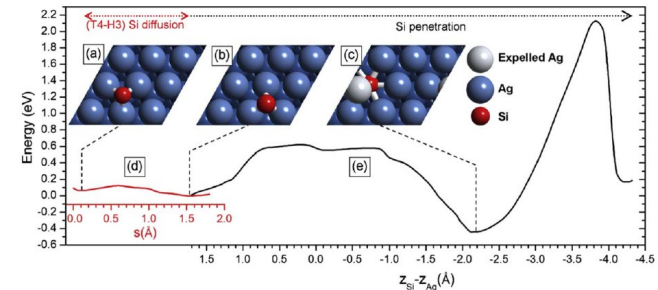 (T4-H3) Si diffusion
Si penetration
(a)
(b)
(c)
Expelled Ag
Ag
Si
(d)
(e)
Energy (eV)
2.2
2.0
1.8
1.6
1.4
1.2
1.0
0.8
0.6
0.4
0.2
0.0
-0.2
-0.4
-0.6
0.0 0.5 1.0 1.5 2.0
s(Å)
1.5 1.0 0.5 0.0 -0.5 -1.0 -1.5 -2.0 -2.5 -3.0 -3.5 -4.0 -4.5
zSi-zAg(Å)